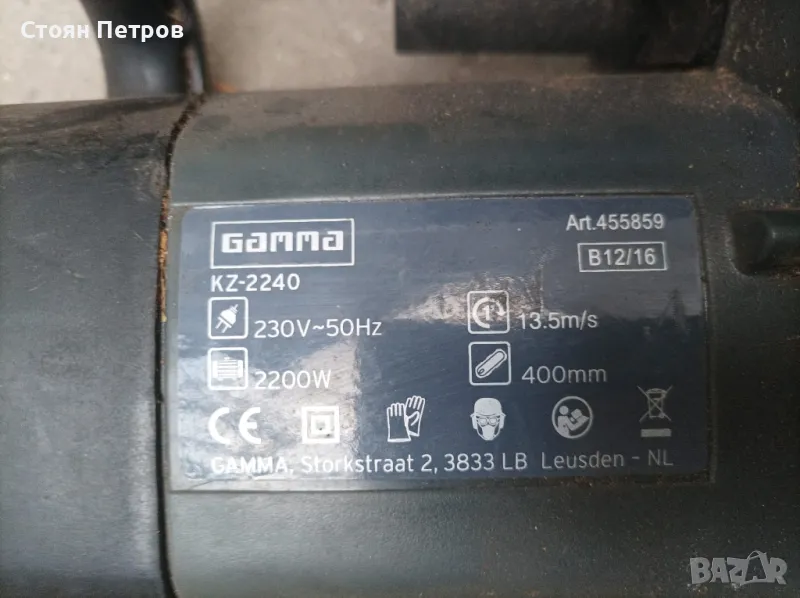 Стоян Петров
GAMMA
Art.455859
B12/16
KZ-2240
230V~50Hz
13.5m/s
2200W
400mm
CE
GAMMA, Storkstraat 2, 3833 LB Leusden - NL
BAZAR